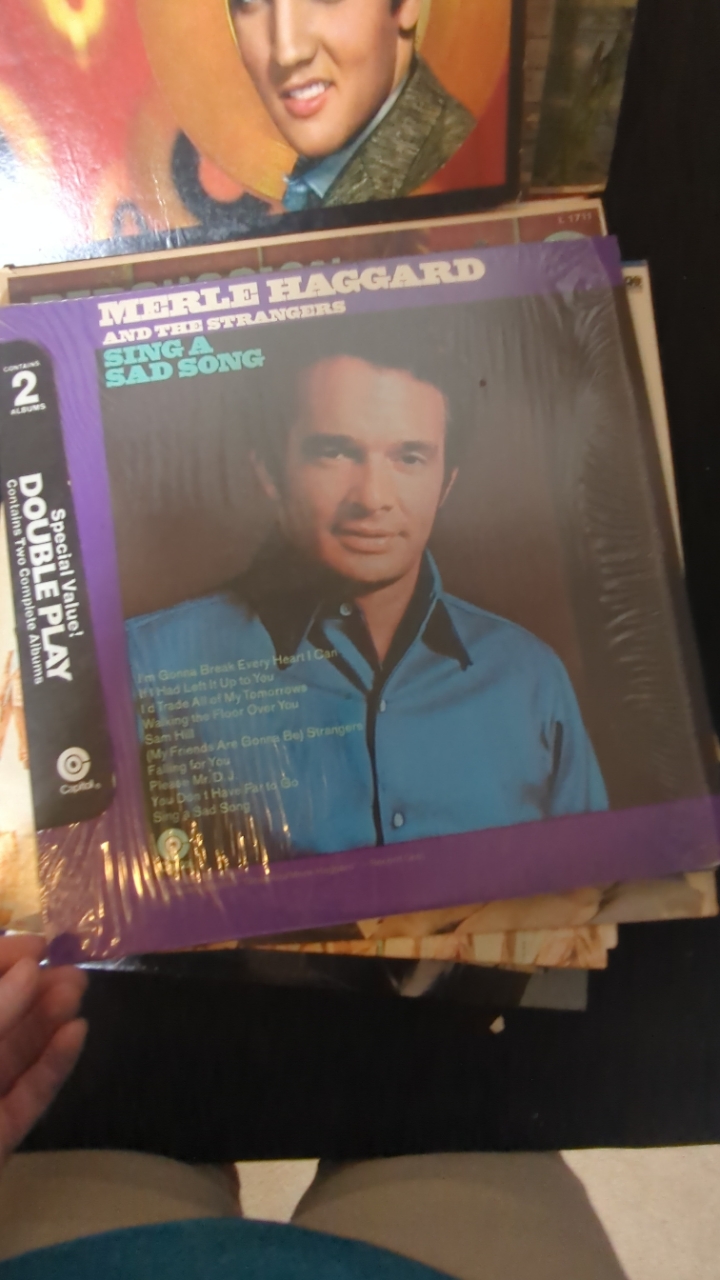 L 1711
PERCUSSION
MERLE HAGGARD
AND THE STRANGERS
SING A
SAD SONG
CONTAINS
2
ALBUMS
Special Value!
DOUBLE PLAY
Contains Two Complete Albums
Capitol®
I'm Gonna Break Every Heart I Can
If I Had Left It Up to You
I'd Trade All of My Tomorrows
Walking the Floor Over You
Sam Hill
(My Friends Are Gonna Be) Strangers
Falling for You
Please Mr. D.J.
You Don't Have Far to Go
Sing a Sad Song